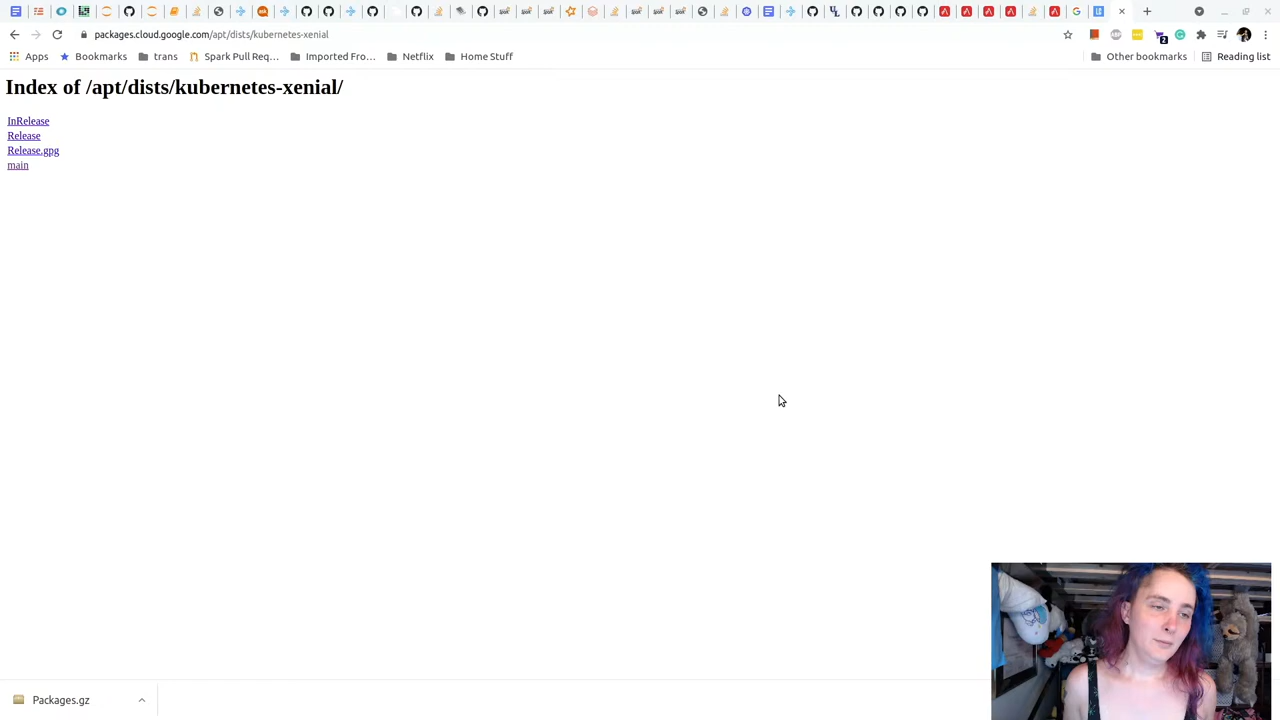 packages.cloud.google.com/apt/dists/kubernetes-xenial
2
Apps
Bookmarks
trans
Spark Pull Req...
Imported Fro...
Netflix
Home Stuff
Other bookmarks
Reading list
Index of /apt/dists/kubernetes-xenial/
InRelease
Release
Release.gpg
main
Packages.gz